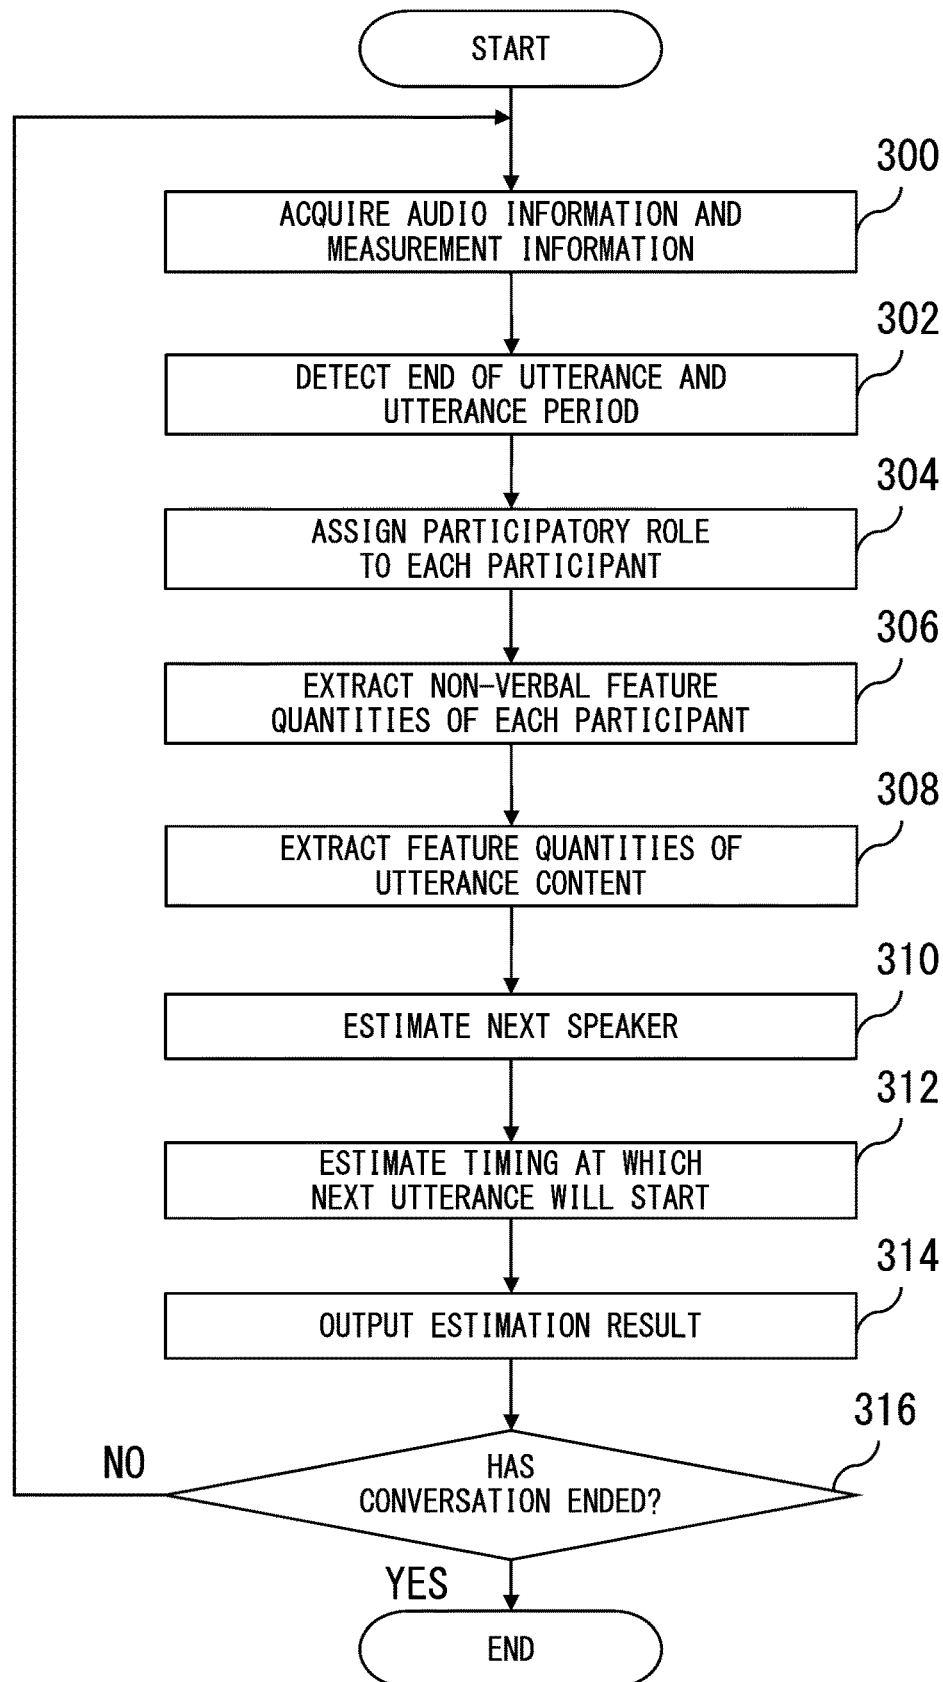 START
300
ACQUIRE AUDIO INFORMATION AND
MEASUREMENT INFORMATION
302
DETECT END OF UTTERANCE AND
UTTERANCE PERIOD
304
ASSIGN PARTICIPATORY ROLE
TO EACH PARTICIPANT
306
EXTRACT NON-VERBAL FEATURE
QUANTITIES OF EACH PARTICIPANT
308
EXTRACT FEATURE QUANTITIES OF
UTTERANCE CONTENT
310
ESTIMATE NEXT SPEAKER
312
ESTIMATE TIMING AT WHICH
NEXT UTTERANCE WILL START
314
OUTPUT ESTIMATION RESULT
316
NO
HAS
CONVERSATION ENDED?
YES
END